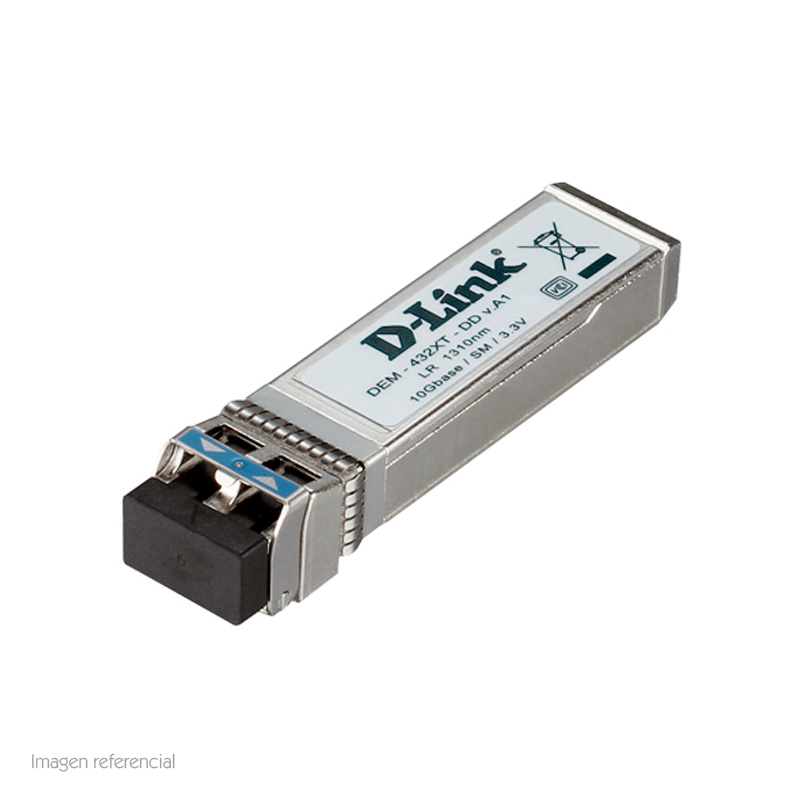 D-Link
DEM - 432XT - DD v.A1
LR 1310nm
10Gbase / SM / 3.3V
Imagen referencial